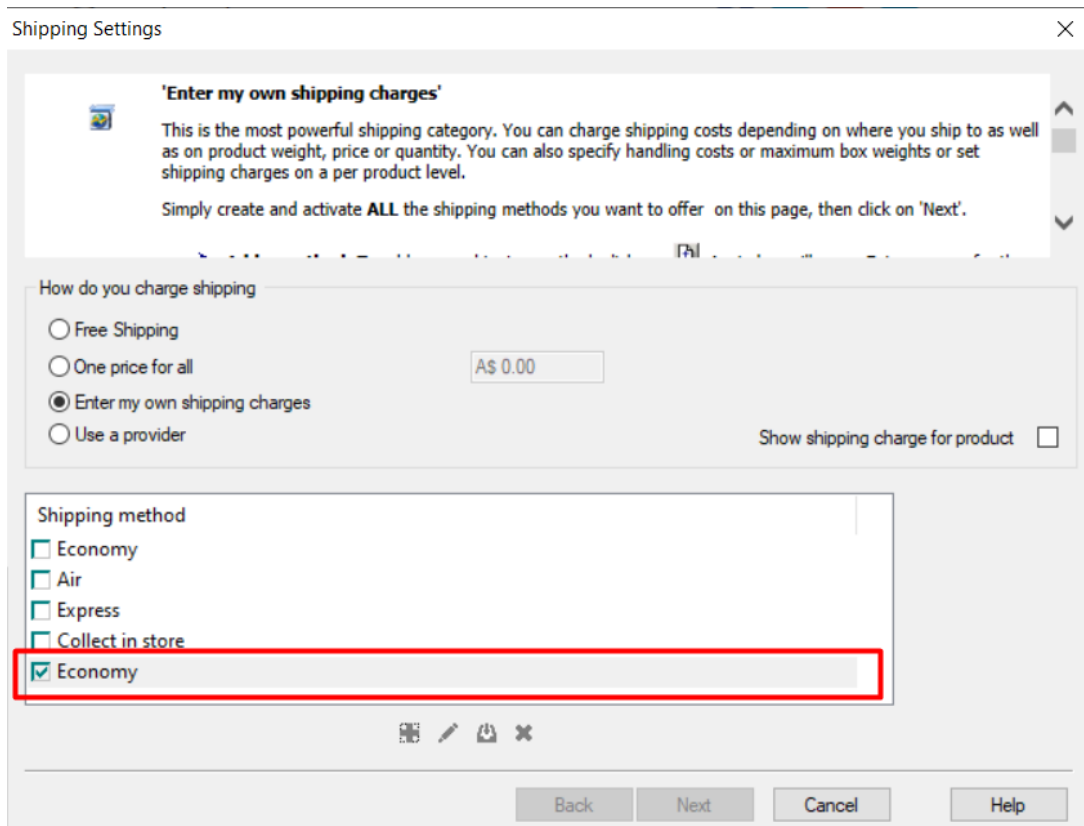 Shipping Settings
'Enter my own shipping charges'
This is the most powerful shipping category. You can charge shipping costs depending on where you ship to as well
as on product weight, price or quantity. You can also specify handling costs or maximum box weights or set
shipping charges on a per product level.
Simply create and activate ALL the shipping methods you want to offer on this page, then click on 'Next'.
How do you charge shipping
Free Shipping
One price for all
A$ 0.00
Enter my own shipping charges
Use a provider
Show shipping charge for product
Shipping method
Economy
Air
Express
Collect in store
Economy
Back
Next
Cancel
Help